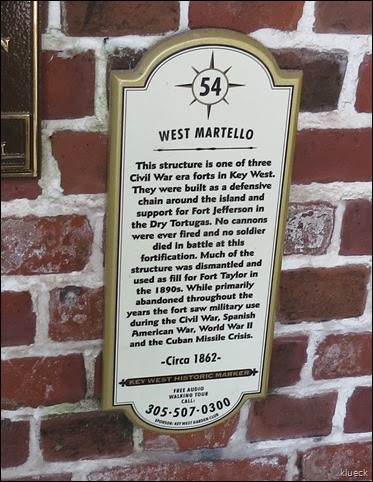 54
WEST MARTELLO
This structure is one of three
Civil War era forts in Key West.
They were built as a defensive
chain around the island and
support for Fort Jefferson in
the Dry Tortugas. No cannons
were ever fired and no soldier
died in battle at this
fortification. Much of the
structure was dismantled and
used as fill for Fort Taylor in
the 1890s. While primarily
abandoned throughout the
years the fort saw military use
during the Civil War, Spanish
American War, World War II
and the Cuban Missile Crisis.
-Circa 1862-
KEY WEST HISTORIC MARKER
FREE AUDIO
WALKING TOUR
CALL:
305-507-0300
SPONSOR: KEY WEST GARDEN CLUB
klueck